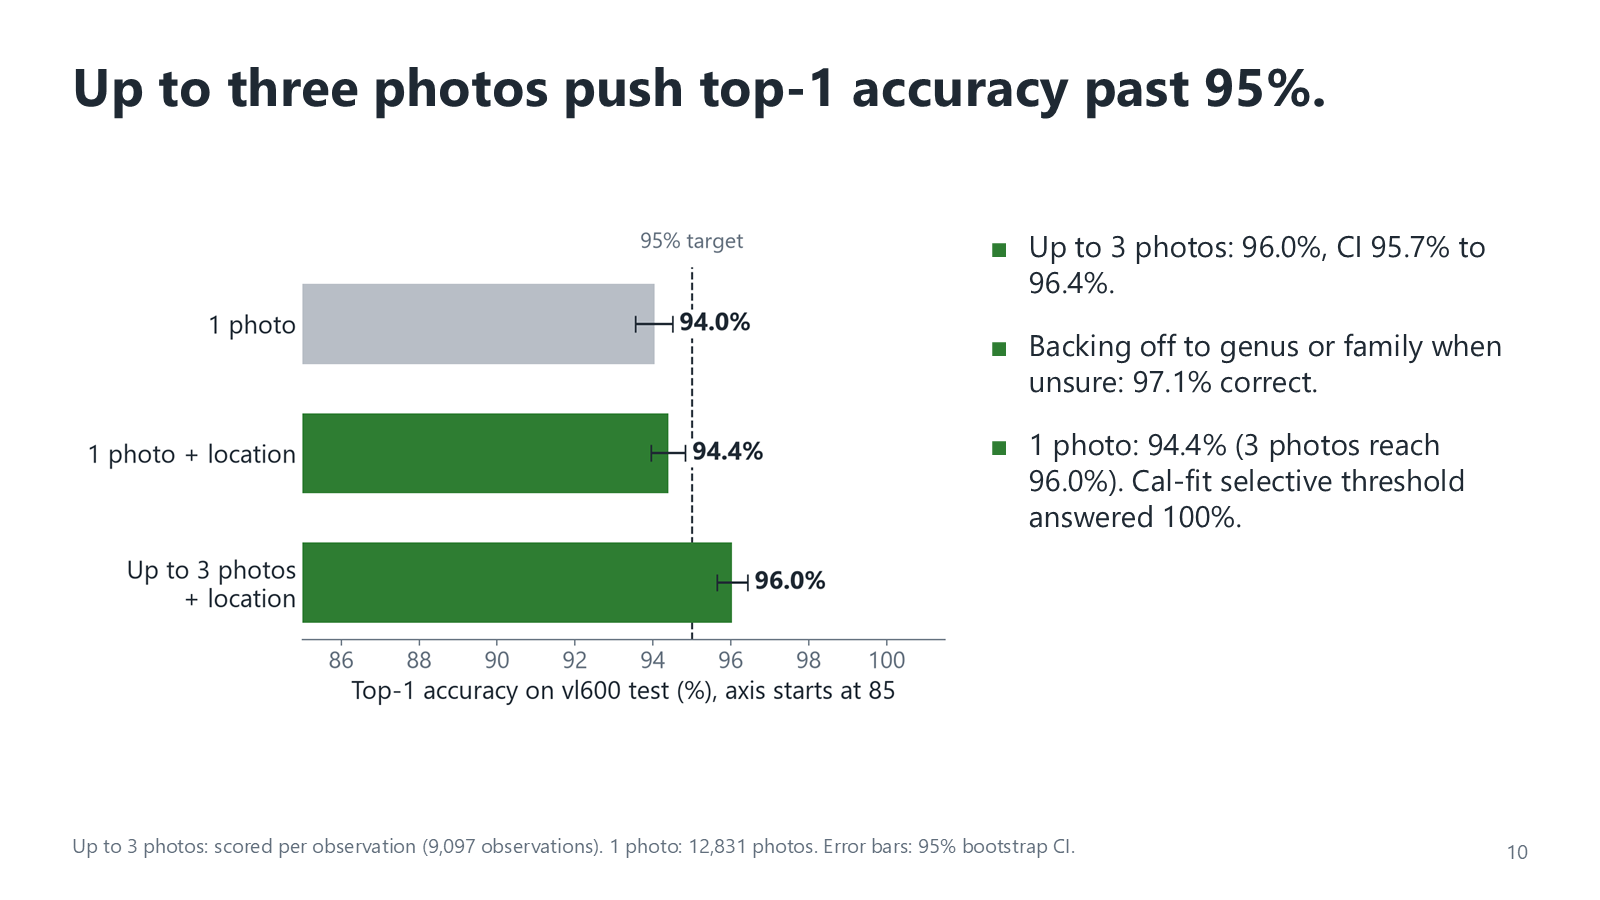 Up to three photos push top-1 accuracy past 95%.
95% target
1 photo
94.0%
1 photo + location
94.4%
Up to 3 photos
+ location
96.0%
86 88 90 92 94 96 98 100
Top-1 accuracy on vl600 test (%), axis starts at 85
Up to 3 photos: 96.0%, CI 95.7% to
96.4%.
Backing off to genus or family when
unsure: 97.1% correct.
1 photo: 94.4% (3 photos reach
96.0%). Cal-fit selective threshold
answered 100%.
Up to 3 photos: scored per observation (9,097 observations). 1 photo: 12,831 photos. Error bars: 95% bootstrap CI.
10